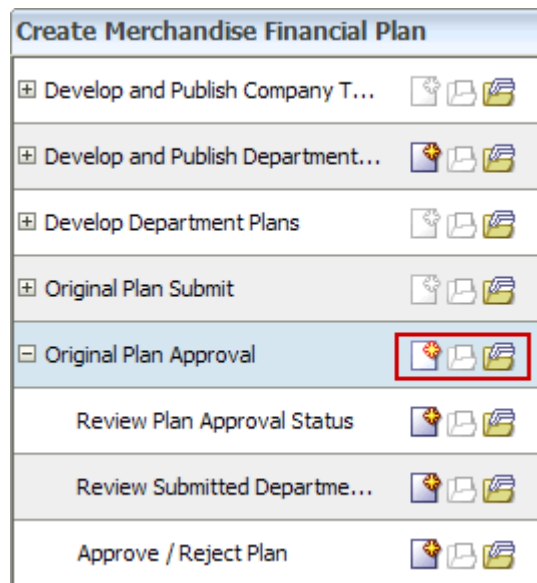 Create Merchandise Financial Plan
Develop and Publish Company T...
Develop and Publish Department...
Develop Department Plans
Original Plan Submit
Original Plan Approval
Review Plan Approval Status
Review Submitted Departme...
Approve / Reject Plan